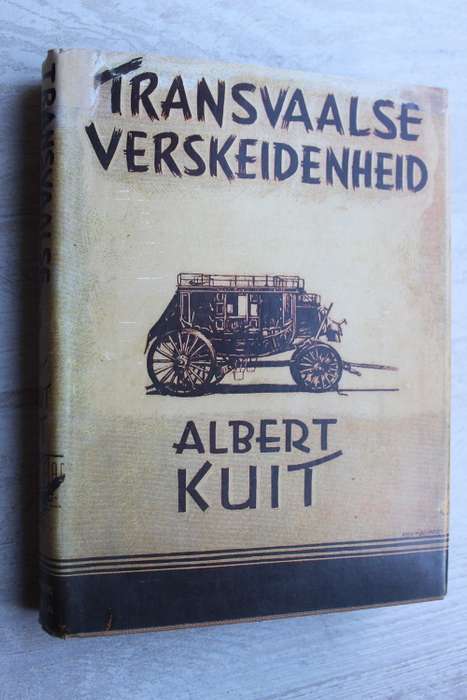 TRANSVAALSE
VERSKEIDENHEID
ALBERT
KUIT
TRANSVAALSE